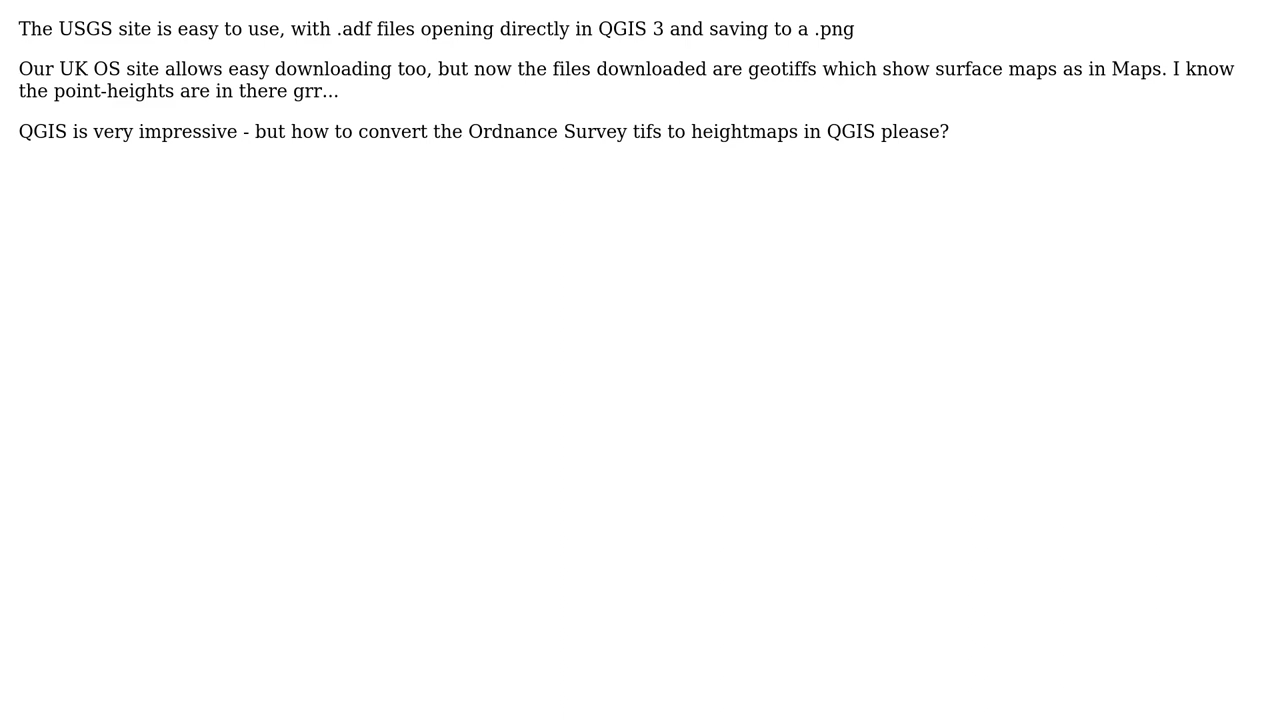 The USGS site is easy to use, with .adf files opening directly in QGIS 3 and saving to a .png
Our UK OS site allows easy downloading too, but now the files downloaded are geotiffs which show surface maps as in Maps. I know
the point-heights are in there grr...
QGIS is very impressive - but how to convert the Ordnance Survey tifs to heightmaps in QGIS please?